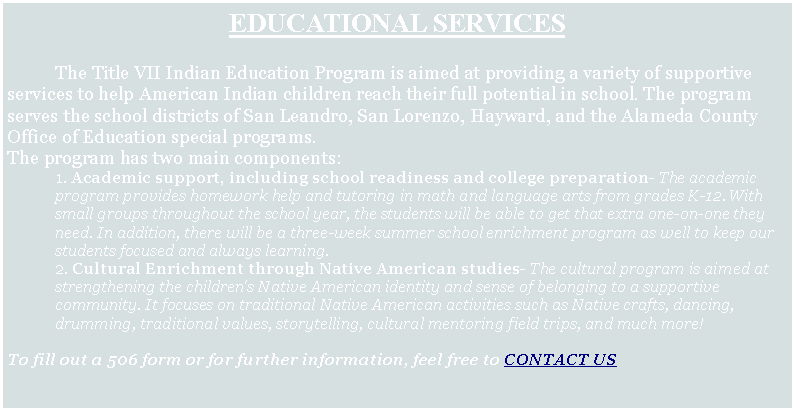 EDUCATIONAL SERVICES
The Title VII Indian Education Program is aimed at providing a variety of supportive
services to help American Indian children reach their full potential in school. The program
serves the school districts of San Leandro, San Lorenzo, Hayward, and the Alameda County
Office of Education special programs.
The program has two main components:
1. Academic support, including school readiness and college preparation- The academic
program provides homework help and tutoring in math and language arts from grades K-12. With
small groups throughout the school year, the students will be able to get that extra one-on-one they
need. In addition, there will be a three-week summer school enrichment program as well to keep our
students focused and always learning.
2. Cultural Enrichment through Native American studies- The cultural program is aimed at
strengthening the children's Native American identity and sense of belonging to a supportive
community. It focuses on traditional Native American activities such as Native crafts, dancing,
drumming, traditional values, storytelling, cultural mentoring field trips, and much more!
To fill out a 506 form or for further information, feel free to CONTACT US